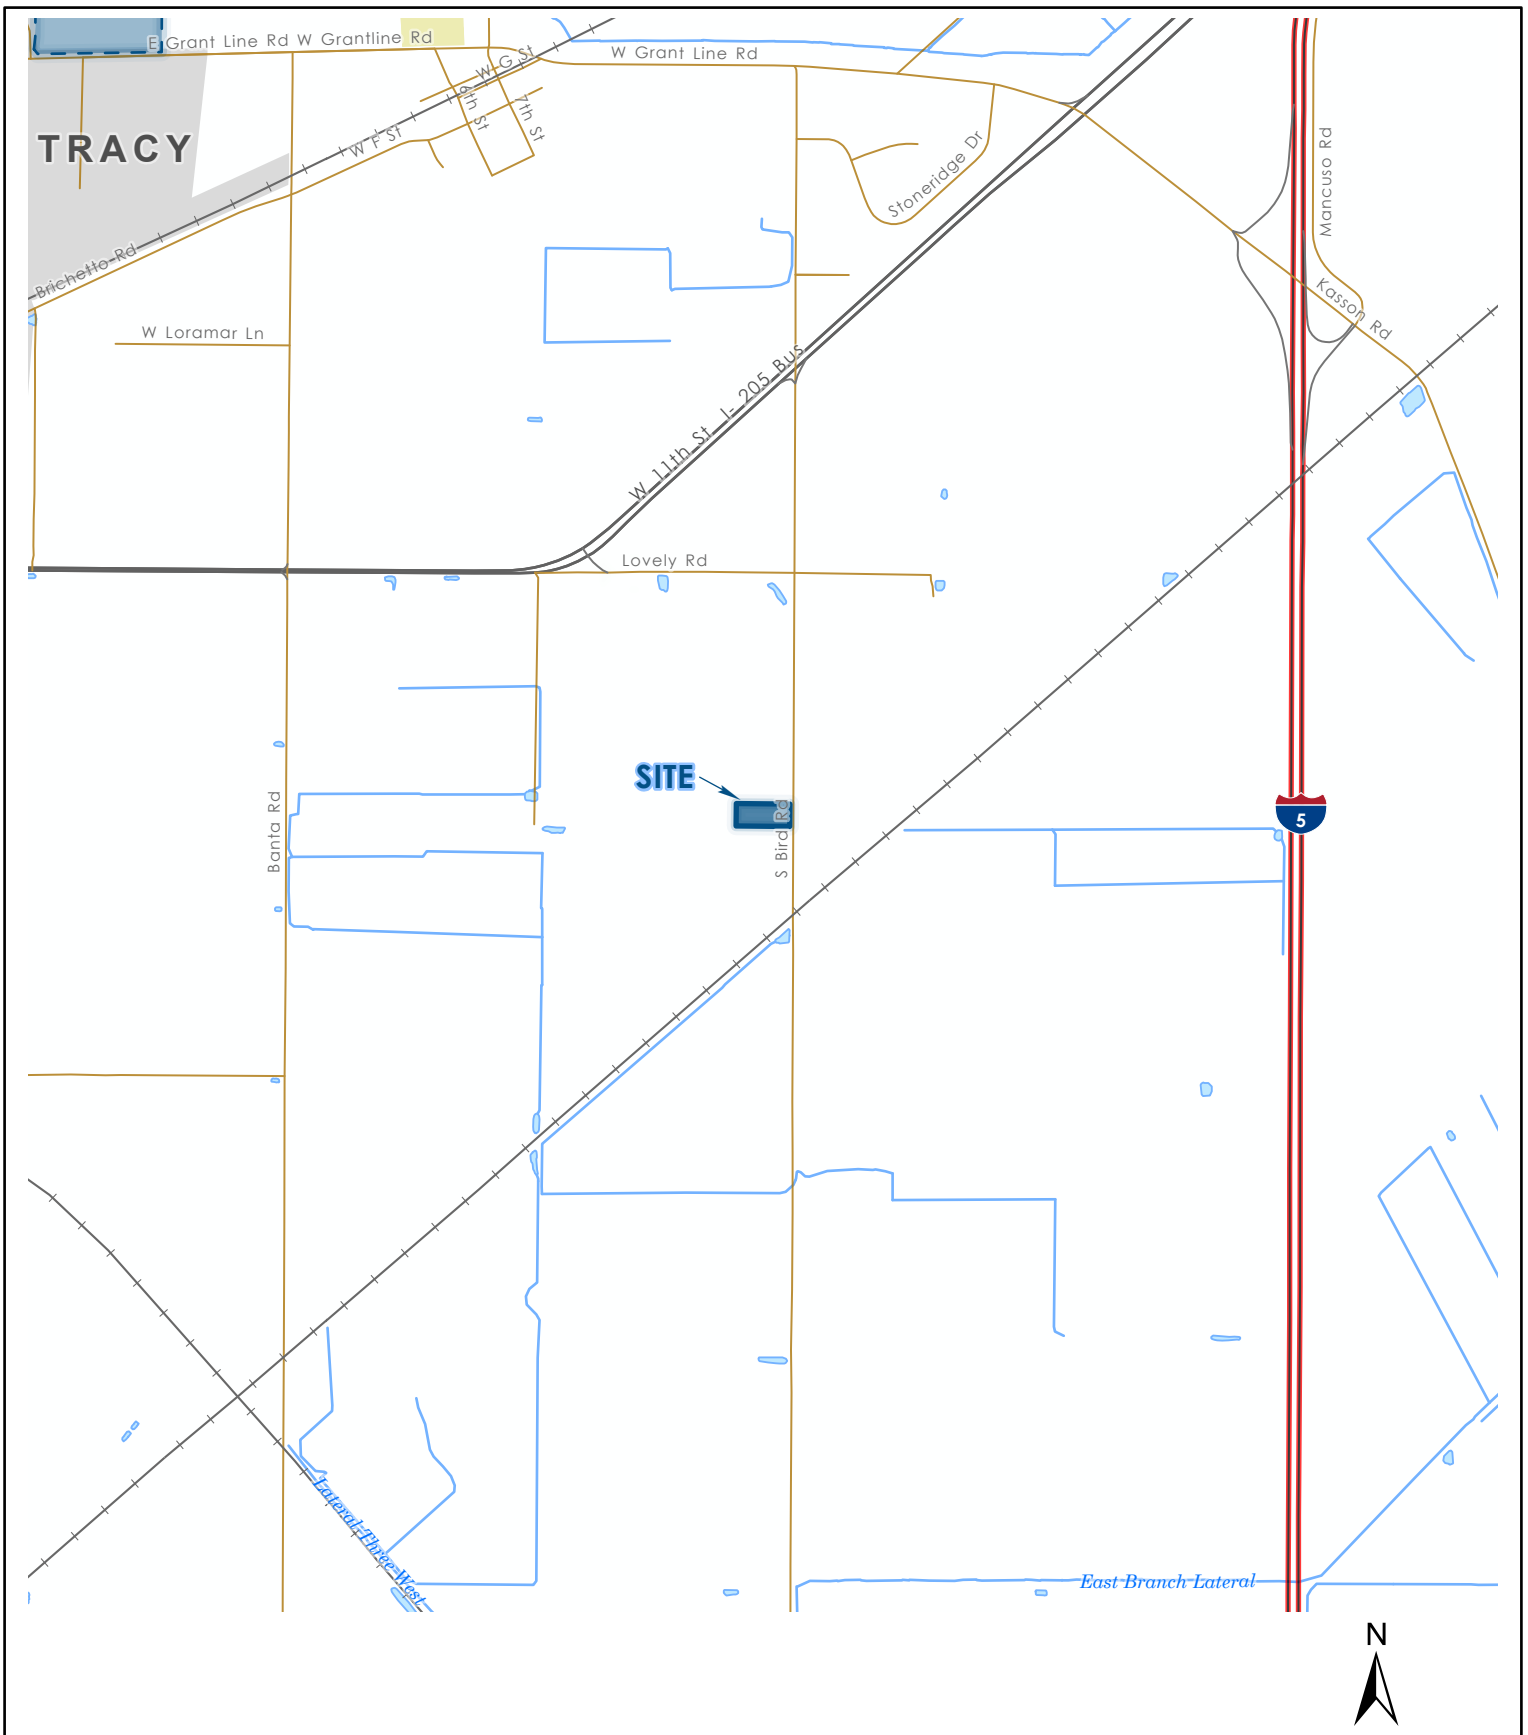 E Grant Line Rd W Grantline Rd
W Grant Line Rd
W G St
6th St
7th St
W F St
TRACY
Mancuso Rd
Stoneridge Dr
Brichetto Rd
Kasson Rd
W Loramar Ln
W 11th St I- 205 Bus
Lovely Rd
SITE
S Bird Rd
Banta Rd
5
Lateral Three West
East Branch Lateral
N